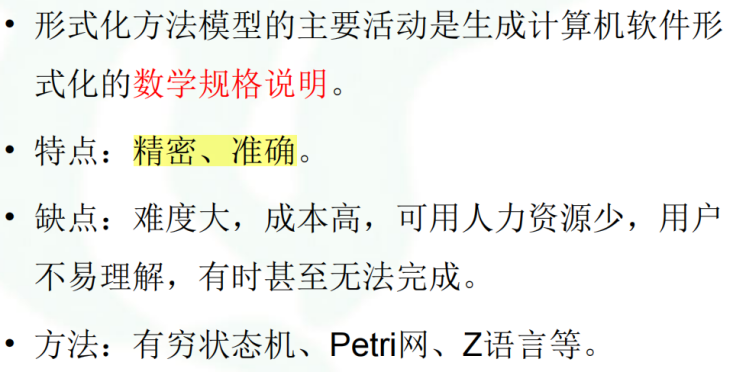 • 形式化方法模型的主要活动是生成计算机软件形
式化的数学规格说明。
• 特点：精密、准确。
• 缺点：难度大，成本高，可用人力资源少，用户
不易理解，有时甚至无法完成。
• 方法：有穷状态机、Petri网、Z语言等。